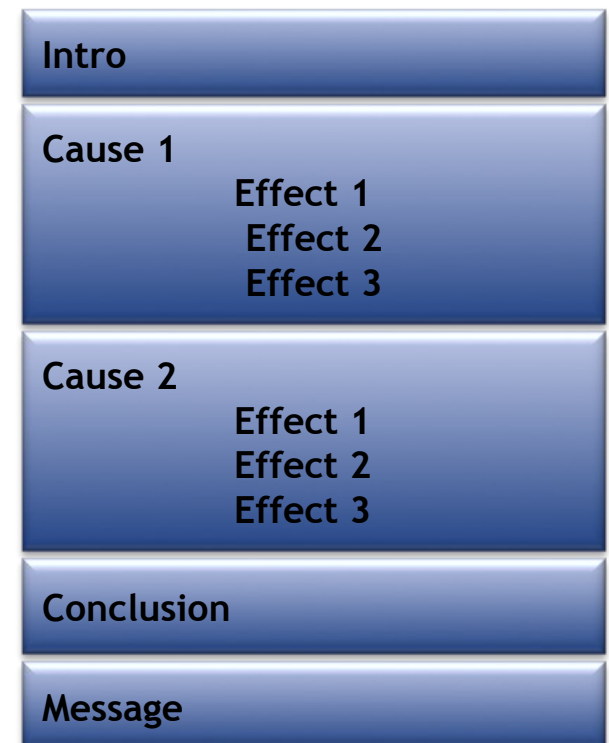 Intro
Cause 1
Effect 1
Effect 2
Effect 3
Cause 2
Effect 1
Effect 2
Effect 3
Conclusion
Message